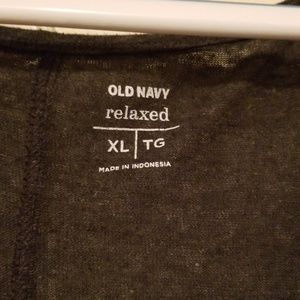 OLD NAVY
relaxed
XL TG
MADE IN INDONESIA